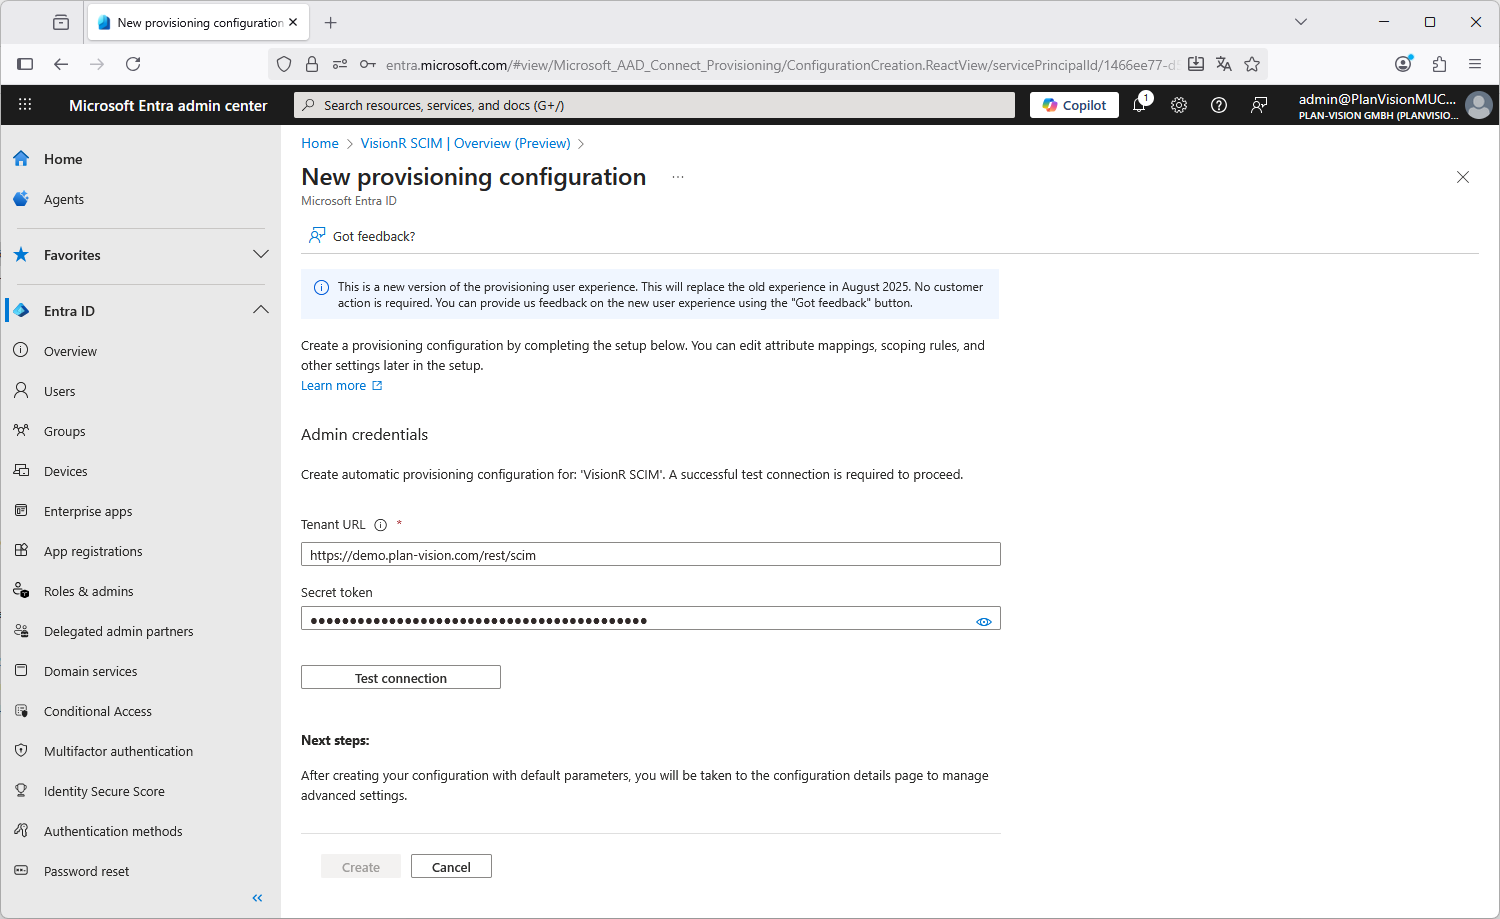 New provisioning configuration
entra.microsoft.com/#view/Microsoft_AAD_Connect_Provisioning/ConfigurationCreation.ReactView/servicePrincipalId/1466ee77-d
Microsoft Entra admin center
Search resources, services, and docs (G+/)
Copilot
1
admin@PlanVisionMUC...
PLAN-VISION GMBH (PLANVISIO...
Home
Agents
Favorites
Entra ID
Overview
Users
Groups
Devices
Enterprise apps
App registrations
Roles & admins
Delegated admin partners
Domain services
Conditional Access
Multifactor authentication
Identity Secure Score
Authentication methods
Password reset
Home > VisionR SCIM | Overview (Preview) >
New provisioning configuration ...
Microsoft Entra ID
Got feedback?
This is a new version of the provisioning user experience. This will replace the old experience in August 2025. No customer
action is required. You can provide us feedback on the new user experience using the "Got feedback" button.
Create a provisioning configuration by completing the setup below. You can edit attribute mappings, scoping rules, and
other settings later in the setup.
Learn more
Admin credentials
Create automatic provisioning configuration for: 'VisionR SCIM'. A successful test connection is required to proceed.
Tenant URL *
https://demo.plan-vision.com/rest/scim
Secret token
Test connection
Next steps:
After creating your configuration with default parameters, you will be taken to the configuration details page to manage
advanced settings.
Create
Cancel